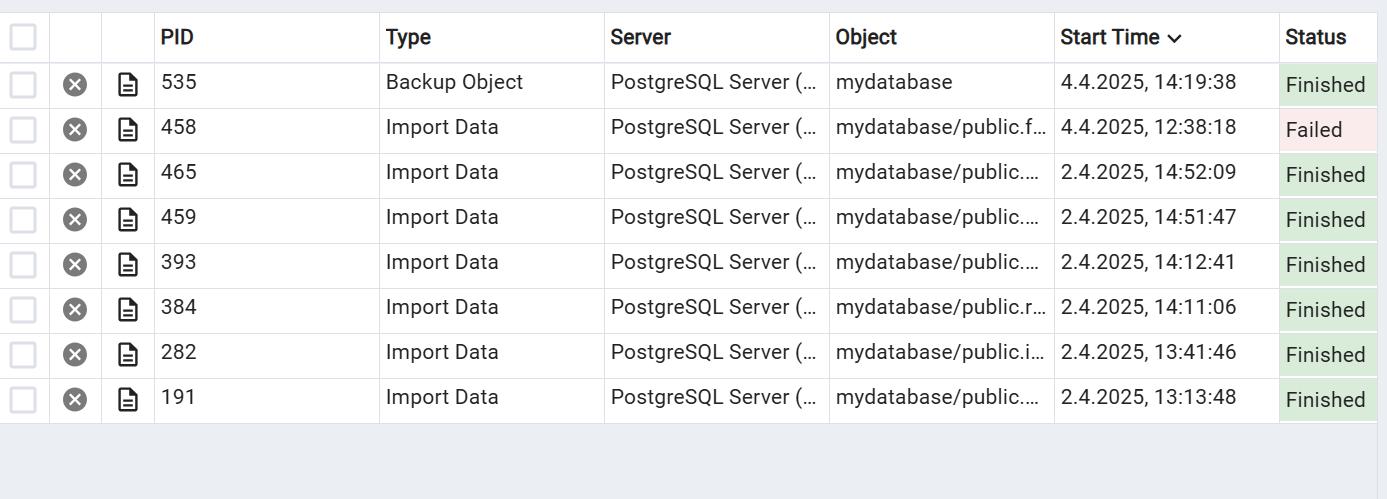 PID Type Server Object Start Time Status
535 Backup Object PostgreSQL Server (... mydatabase 4.4.2025, 14:19:38 Finished
458 Import Data PostgreSQL Server (... mydatabase/public.f... 4.4.2025, 12:38:18 Failed
465 Import Data PostgreSQL Server (... mydatabase/public.... 2.4.2025, 14:52:09 Finished
459 Import Data PostgreSQL Server (... mydatabase/public.... 2.4.2025, 14:51:47 Finished
393 Import Data PostgreSQL Server (... mydatabase/public.... 2.4.2025, 14:12:41 Finished
384 Import Data PostgreSQL Server (... mydatabase/public.r... 2.4.2025, 14:11:06 Finished
282 Import Data PostgreSQL Server (... mydatabase/public.i... 2.4.2025, 13:41:46 Finished
191 Import Data PostgreSQL Server (... mydatabase/public.... 2.4.2025, 13:13:48 Finished